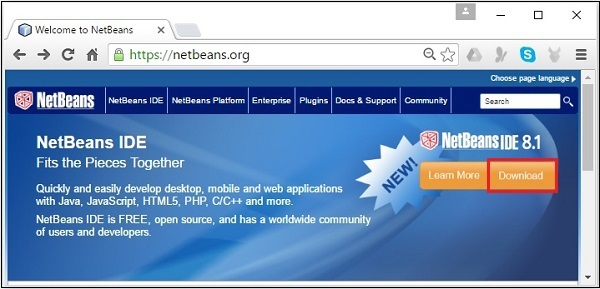 Welcome to NetBeans
https://netbeans.org
Choose page language
NetBeans
NetBeans IDE
NetBeans Platform
Enterprise
Plugins
Docs & Support
Community
Search
NetBeans IDE
Fits the Pieces Together
Quickly and easily develop desktop, mobile and web applications
with Java, JavaScript, HTML5, PHP, C/C++ and more.
NetBeans IDE is FREE, open source, and has a worldwide community
of users and developers.
NEW!
NetBeans IDE 8.1
Learn More
Download